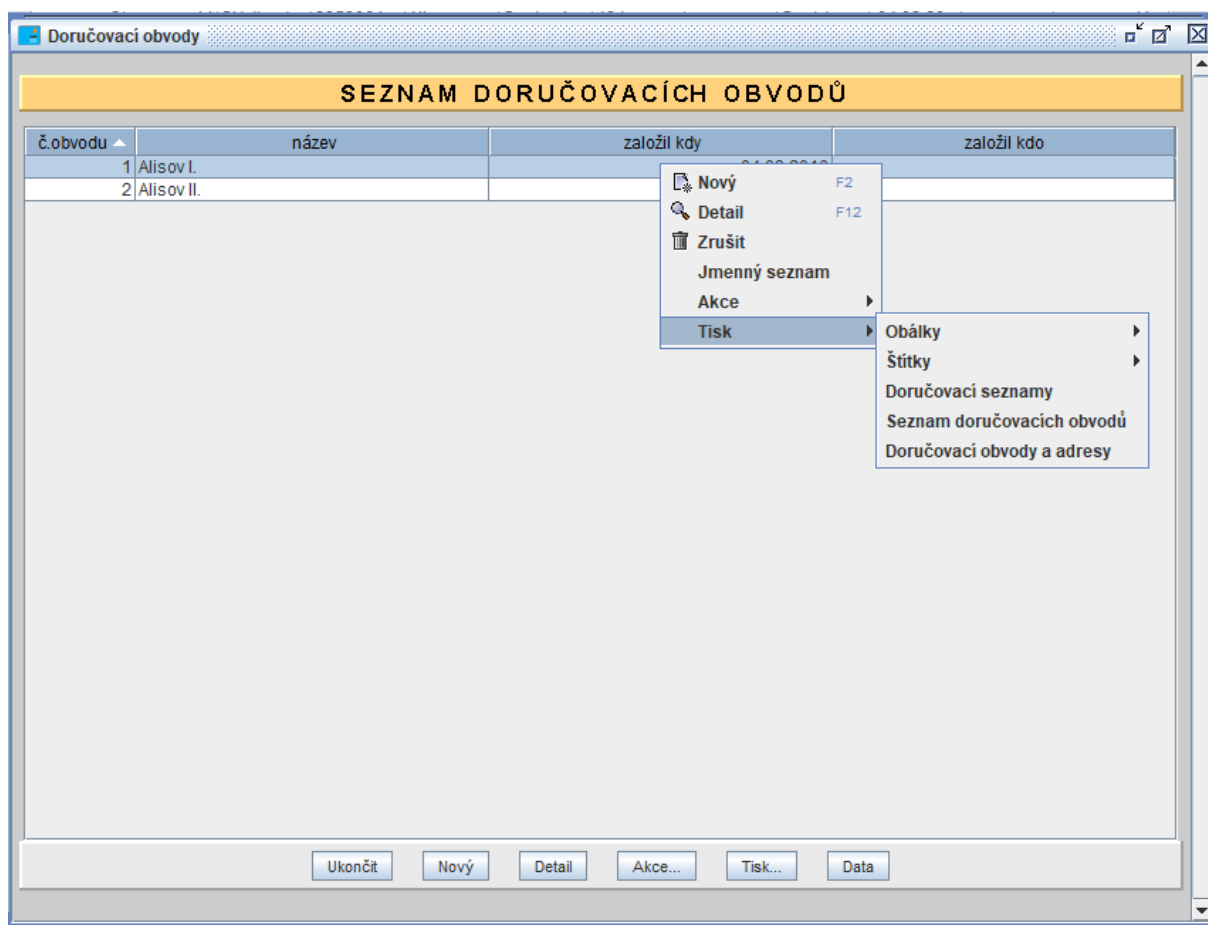 Doručovací obvody
SEZNAM DORUČOVACÍCH OBVODŮ
č.obvodu název založil kdy založil kdo
1 Alisov I.
2 Alisov II.
Nový F2
Detail F12
Zrušit
Jmenný seznam
Akce
Tisk
Obálky
Štítky
Doručovací seznamy
Seznam doručovacích obvodů
Doručovací obvody a adresy
Ukončit Nový Detail Akce... Tisk... Data